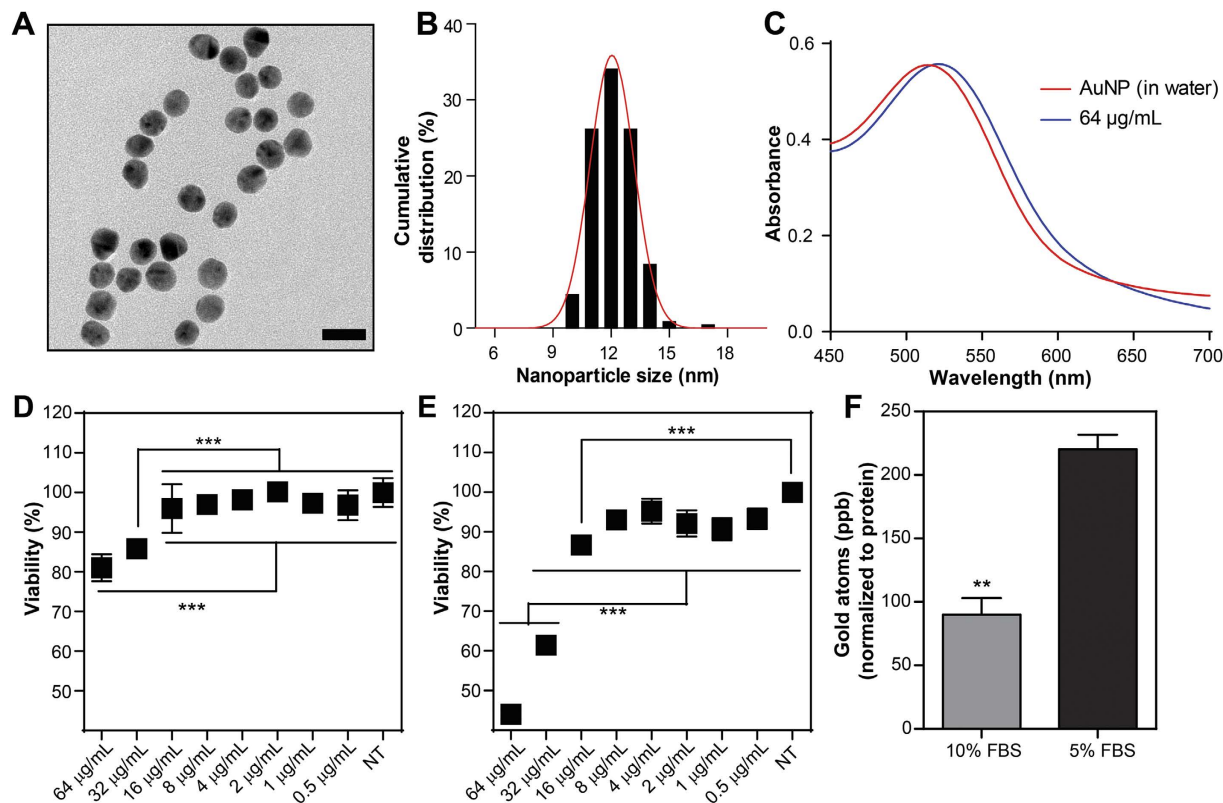 A
B
40
30
20
10
0
Cumulative
distribution (%)
6
9
12
15
18
Nanoparticle size (nm)
C
0.6
0.4
0.2
0.0
Absorbance
AuNP (in water)
64 µg/mL
450
500
550
600
650
700
Wavelength (nm)
D
120
110
100
90
80
70
60
50
Viability (%)
***
***
64 µg/mL
32 µg/mL
16 µg/mL
8 µg/mL
4 µg/mL
2 µg/mL
1 µg/mL
0.5 µg/mL
NT
E
120
110
100
90
80
70
60
50
Viability (%)
***
***
64 µg/mL
32 µg/mL
16 µg/mL
8 µg/mL
4 µg/mL
2 µg/mL
1 µg/mL
0.5 µg/mL
NT
F
250
200
150
100
50
0
Gold atoms (ppb)
(normalized to protein)
**
10% FBS
5% FBS